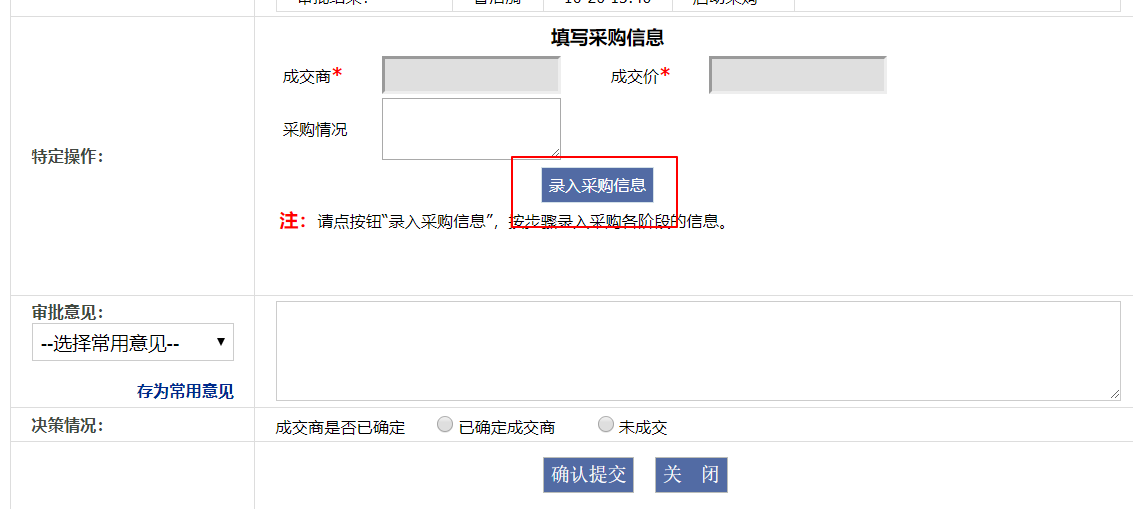 填写采购信息
成交商* 成交价*
采购情况
特定操作：
录入采购信息
注：请点按钮“录入采购信息”，按步骤录入采购各阶段的信息。
审批意见：
--选择常用意见--
存为常用意见
决策情况： 成交商是否已确定 已确定成交商 未成交
确认提交 关 闭